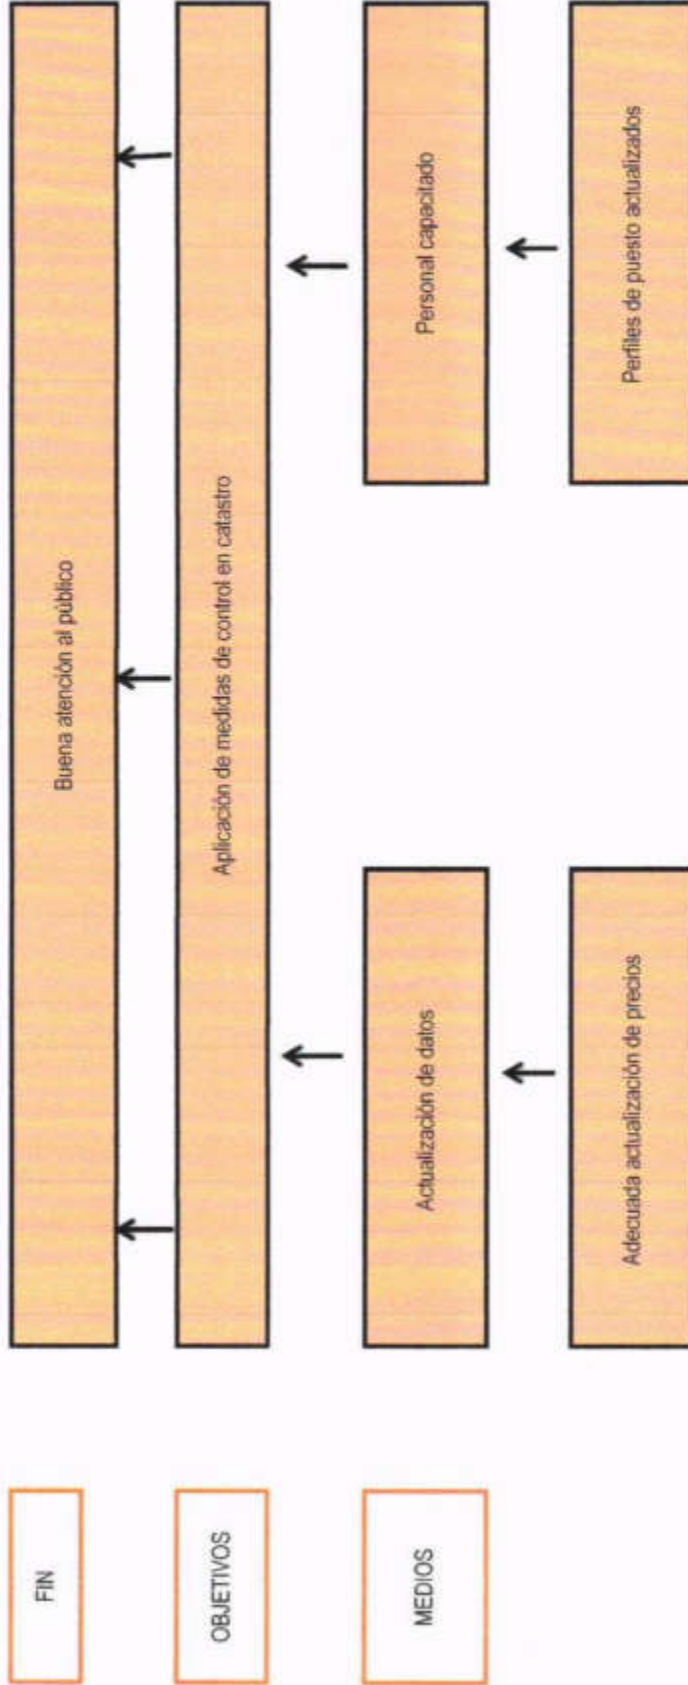 FIN
Buena atención al público
OBJETIVOS
Aplicación de medidas de control en catastro
MEDIOS
Actualización de datos
Personal capacitado
Adecuada actualización de precios
Perfiles de puesto actualizados